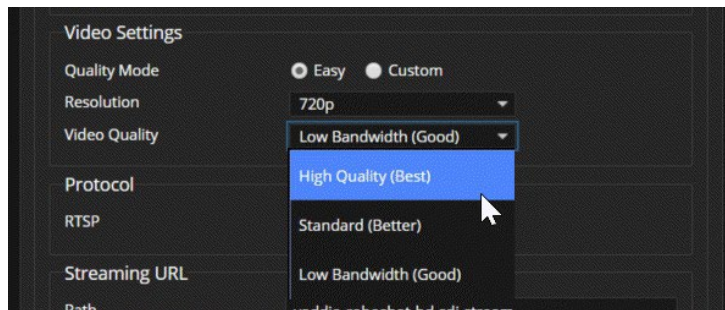 Video Settings
Quality Mode Easy Custom
Resolution 720p
Video Quality Low Bandwidth (Good)
High Quality (Best)
Protocol
RTSP
Standard (Better)
Streaming URL
Low Bandwidth (Good)
Path